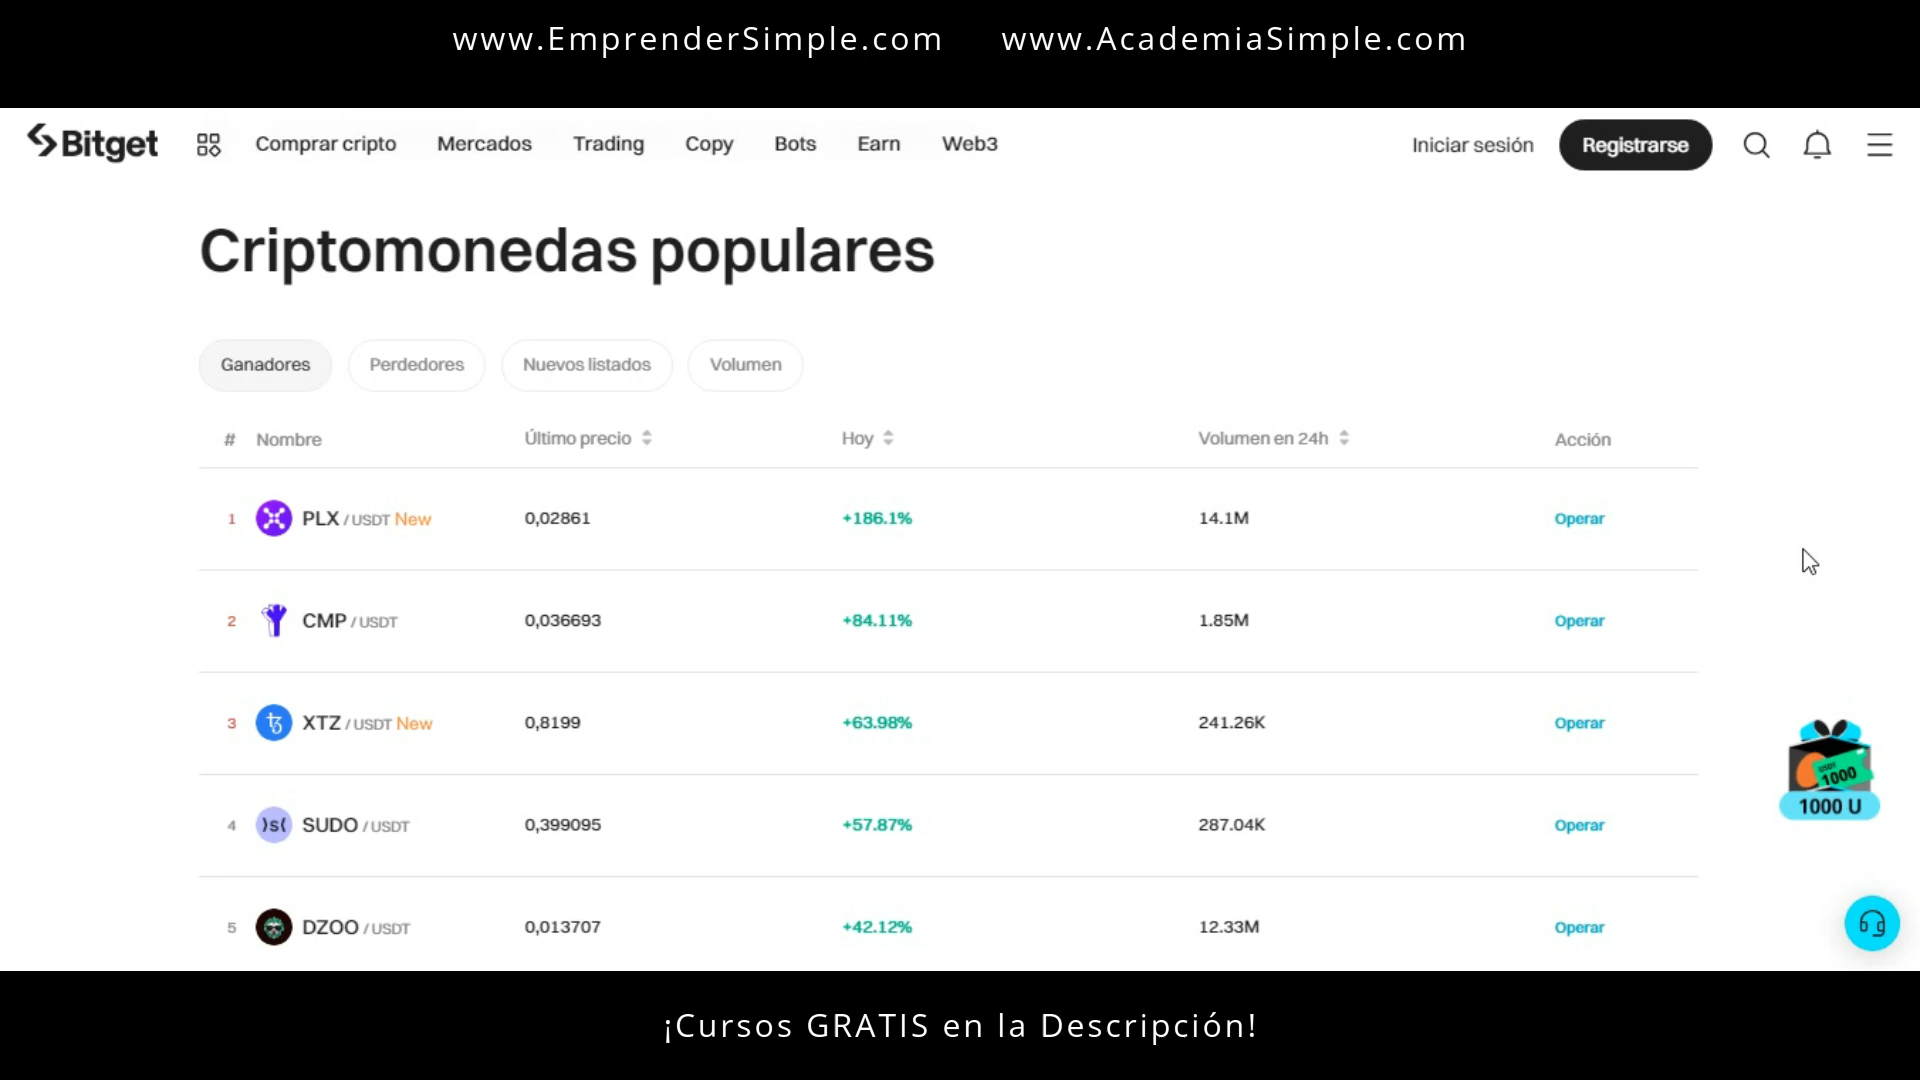 www.EmprenderSimple.com www.AcademiaSimple.com
Bitget Comprar cripto Mercados Trading Copy Bots Earn Web3 Iniciar sesión Registrarse
Criptomonedas populares
Ganadores Perdedores Nuevos listados Volumen
# Nombre Último precio Hoy Volumen en 24h Acción
1 PLX / USDT New 0,02861 +186.1% 14.1M Operar
2 CMP / USDT 0,036693 +84.11% 1.85M Operar
3 XTZ / USDT New 0,8199 +63.98% 241.26K Operar
USDT
1000
1000 U
4 )s( SUDO / USDT 0,399095 +57.87% 287.04K Operar
5 DZOO / USDT 0,013707 +42.12% 12.33M Operar
¡Cursos GRATIS en la Descripción!